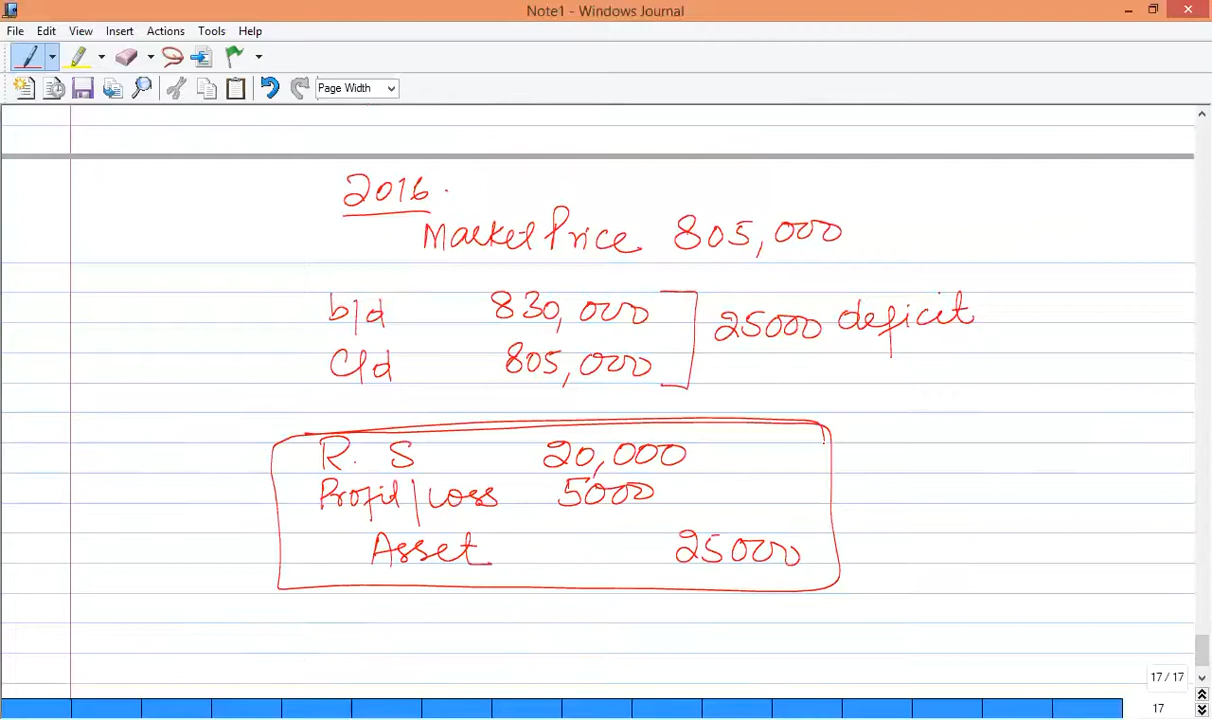 Note1 - Windows Journal
File Edit View Insert Actions Tools Help
Page Width
2016.
Market Price 805,000
b/d 830,000
25000 deficit
C/d 805,000
R. S 20,000
Profit/Loss 5000
Asset 25000
17 / 17
17